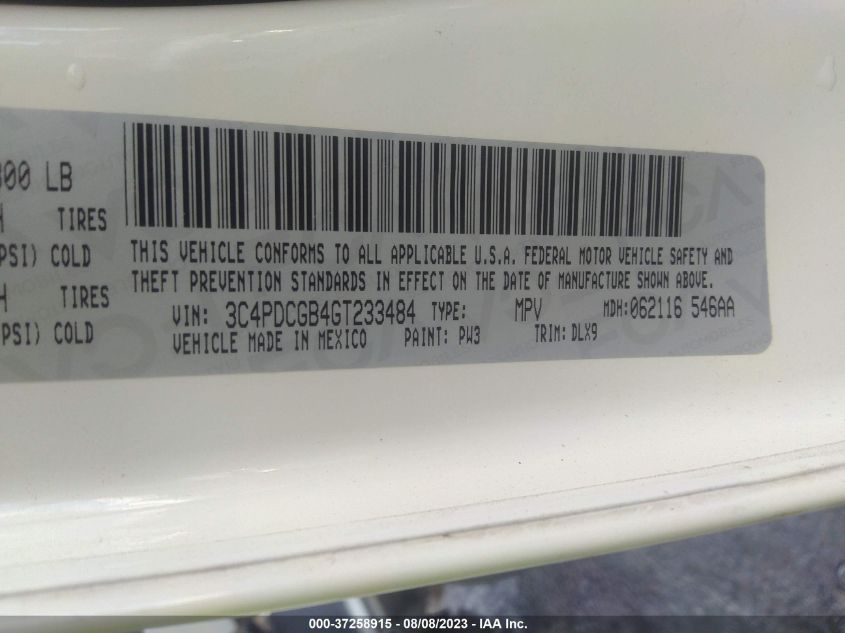 300 LB
TIRES
PSI) COLD
TIRES
PSI) COLD
THIS VEHICLE CONFORMS TO ALL APPLICABLE U.S.A. FEDERAL MOTOR VEHICLE SAFETY AND
THEFT PREVENTION STANDARDS IN EFFECT ON THE DATE OF MANUFACTURE SHOWN ABOVE.
VIN: 3C4PDCGB4GT233484 TYPE: MPV MDH:062116 546AA
VEHICLE MADE IN MEXICO PAINT: PW3 TRIM: DLX9
000-37258915 - 08/08/2023 - IAA Inc.